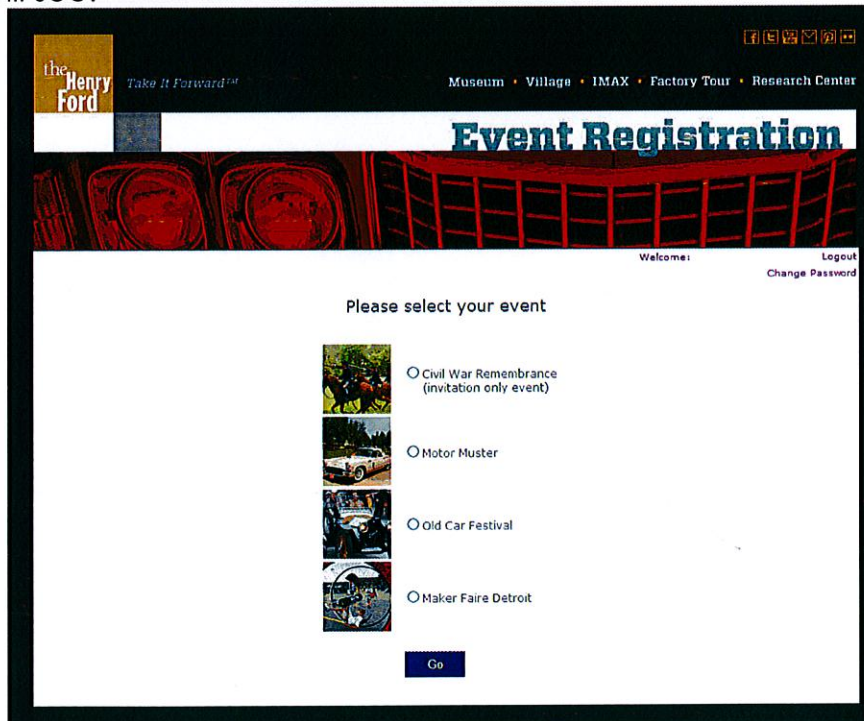 the
Henry
Ford
Take It Forward™
Museum • Village • IMAX • Factory Tour • Research Center
Event Registration
Welcome:
Logout
Change Password
Please select your event
Civil War Remembrance
(invitation only event)
Motor Muster
Old Car Festival
Maker Faire Detroit
Go